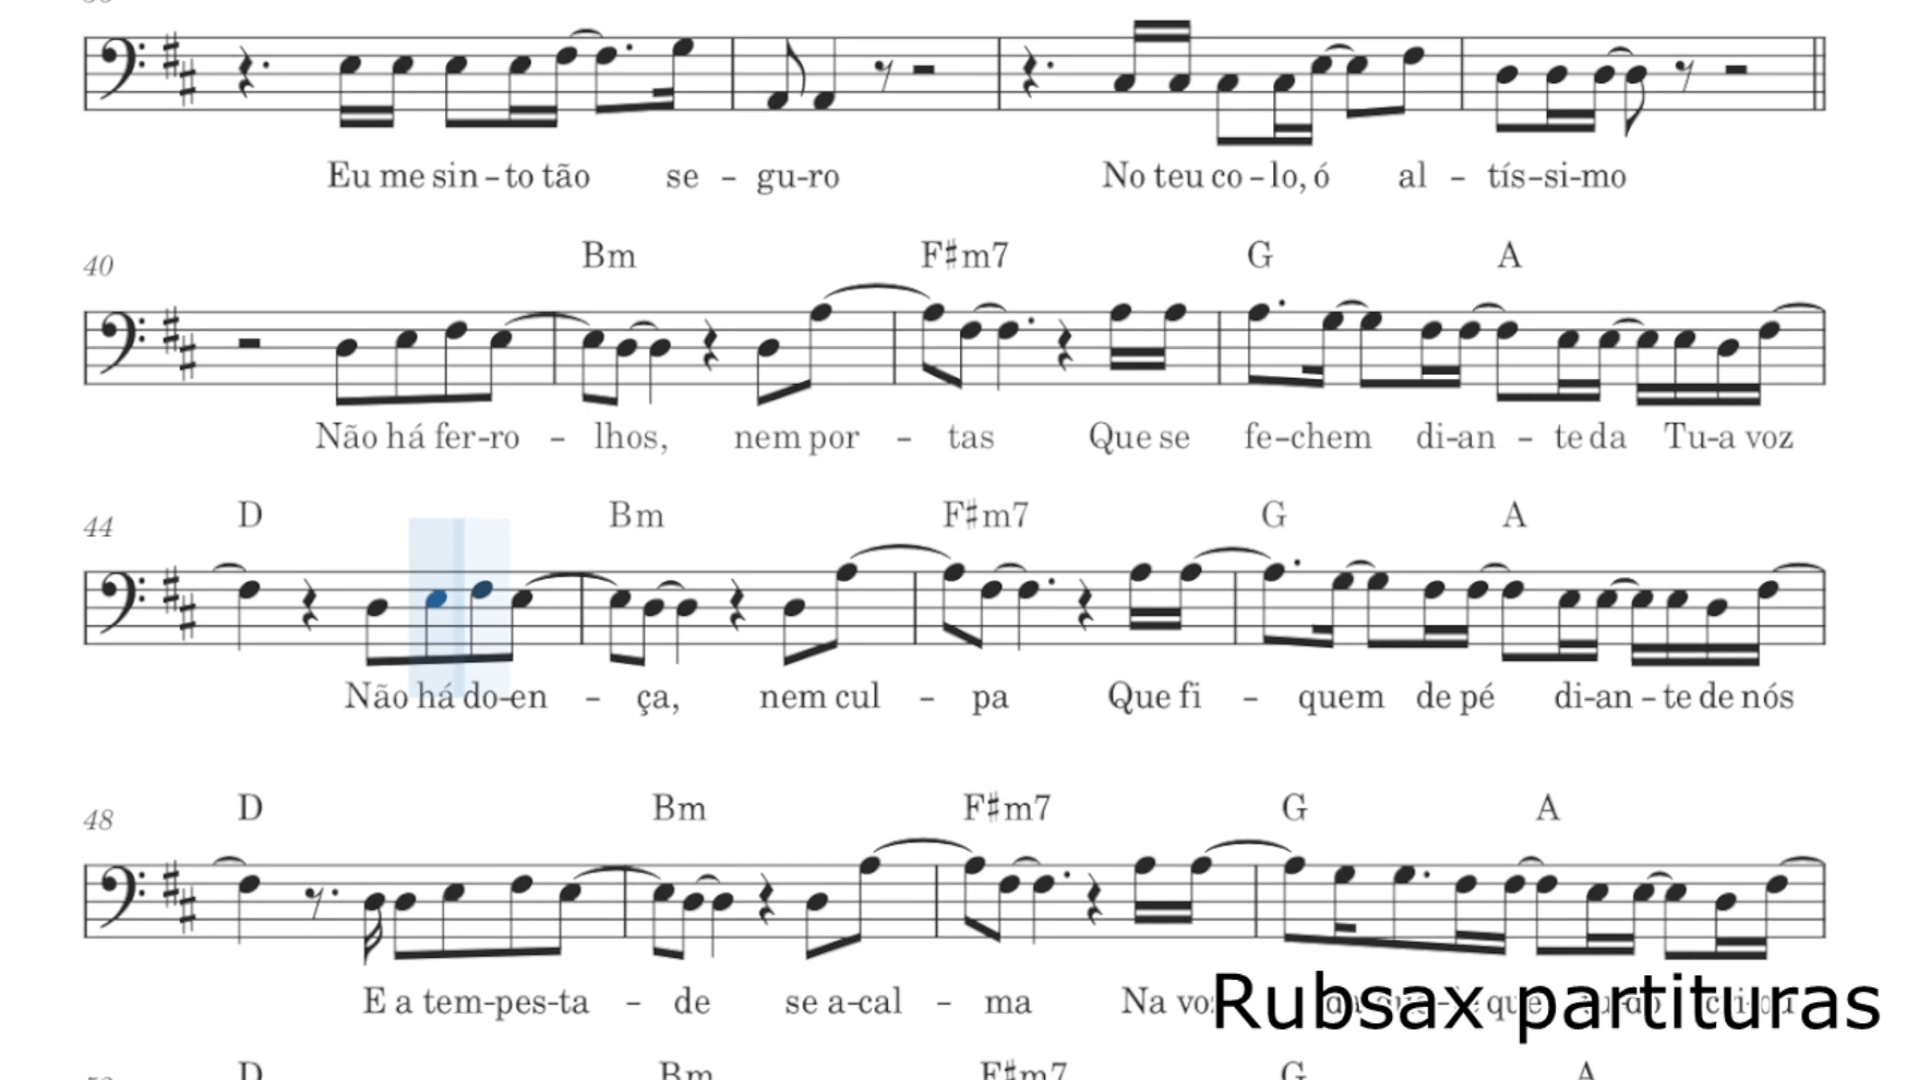 Eu me sin-to tão se - gu-ro No teu co-lo, ó al - tís-si-mo
40 Bm F♯m7 G A
Não há fer-ro - lhos, nem por - tas Que se fe-chem di-an - te da Tu-a voz
44 D Bm F♯m7 G A
Não há do-en - ça, nem cul - pa Que fi - quem de pé di-an-te de nós
48 D Bm F♯m7 G A
E a tem-pes-ta - de se a-cal - ma Na que
Rubsax partituras
D Bm F♯m7 G A